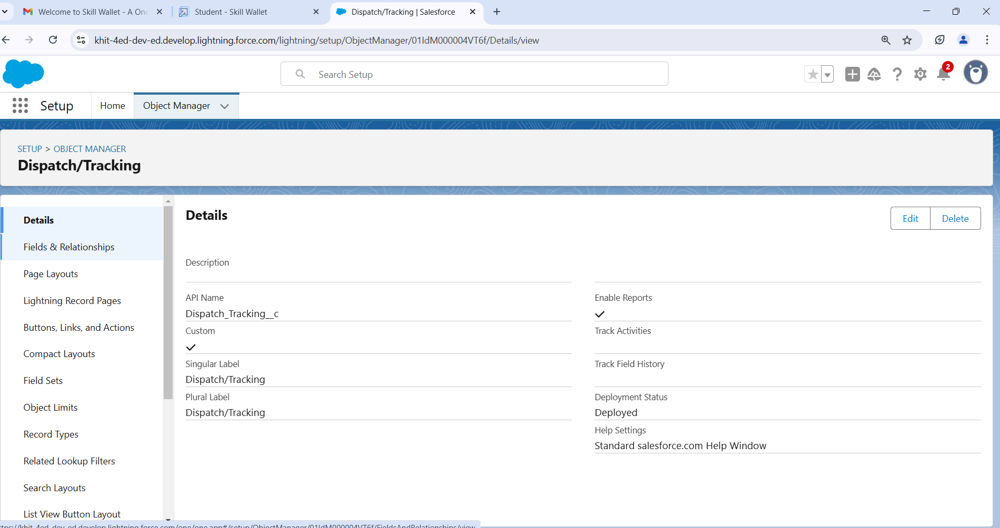 Welcome to Skill Wallet - A One
Student - Skill Wallet
Dispatch/Tracking | Salesforce
khit-4ed-dev-ed.develop.lightning.force.com/lightning/setup/ObjectManager/01IdM000004VT6f/Details/view
Search Setup
2
Setup
Home
Object Manager
SETUP > OBJECT MANAGER
Dispatch/Tracking
Details
Fields & Relationships
Page Layouts
Lightning Record Pages
Buttons, Links, and Actions
Compact Layouts
Field Sets
Object Limits
Record Types
Related Lookup Filters
Search Layouts
List View Button Layout
Details
Edit
Delete
Description
API Name
Dispatch_Tracking__c
Custom
Singular Label
Dispatch/Tracking
Plural Label
Dispatch/Tracking
Enable Reports
Track Activities
Track Field History
Deployment Status
Deployed
Help Settings
Standard salesforce.com Help Window
ttps://khit-4ed-dev-ed.develop.lightning.force.com/one/one.app#/setup/ObjectManager/01IdM000004VT6f/FieldsAndRelationships/view